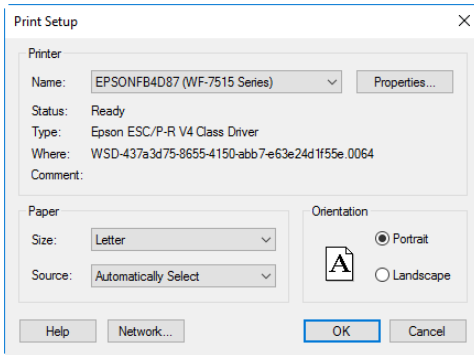 Print Setup
Printer
Name: EPSONFB4D87 (WF-7515 Series) Properties...
Status: Ready
Type: Epson ESC/P-R V4 Class Driver
Where: WSD-437a3d75-8655-4150-abb7-e63e24d1f55e.0064
Comment:
Paper
Size: Letter
Source: Automatically Select
Orientation
A
Portrait
Landscape
Help Network... OK Cancel